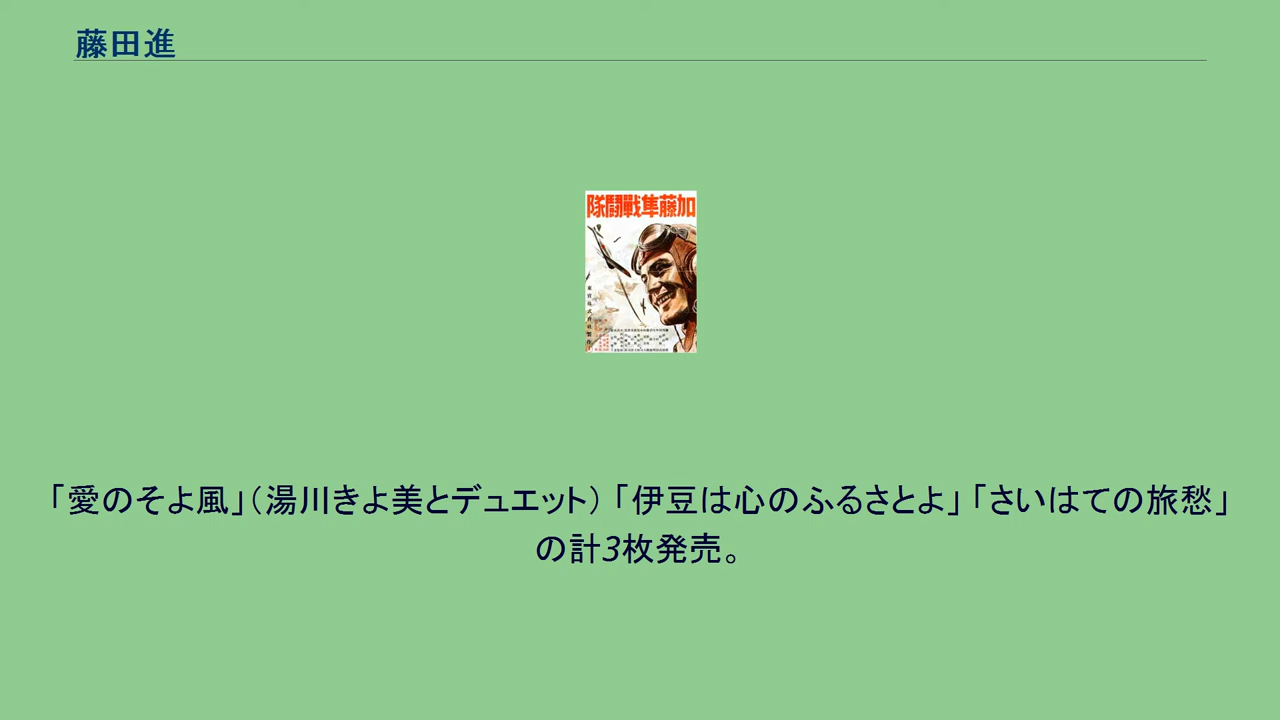 藤田進
加藤隼戰鬪隊
「愛のそよ風」（湯川きよ美とデュエット）「伊豆は心のふるさとよ」「さいはての旅愁」
の計3枚発売。